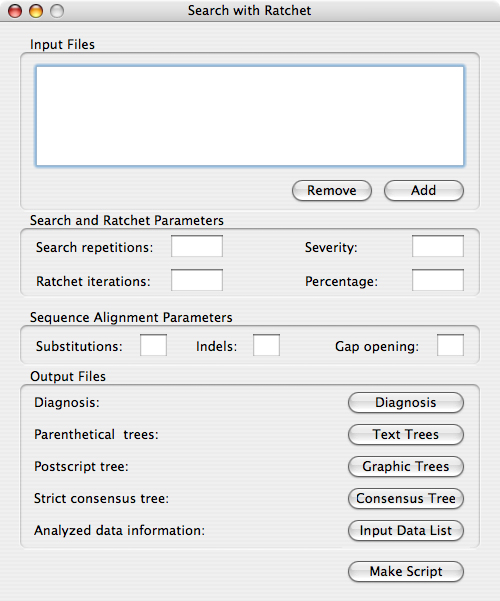 Search with Ratchet
Input Files
Remove Add
Search and Ratchet Parameters
Search repetitions: Severity:
Ratchet iterations: Percentage:
Sequence Alignment Parameters
Substitutions: Indels: Gap opening:
Output Files
Diagnosis: Diagnosis
Parenthetical trees: Text Trees
Postscript tree: Graphic Trees
Strict consensus tree: Consensus Tree
Analyzed data information: Input Data List
Make Script